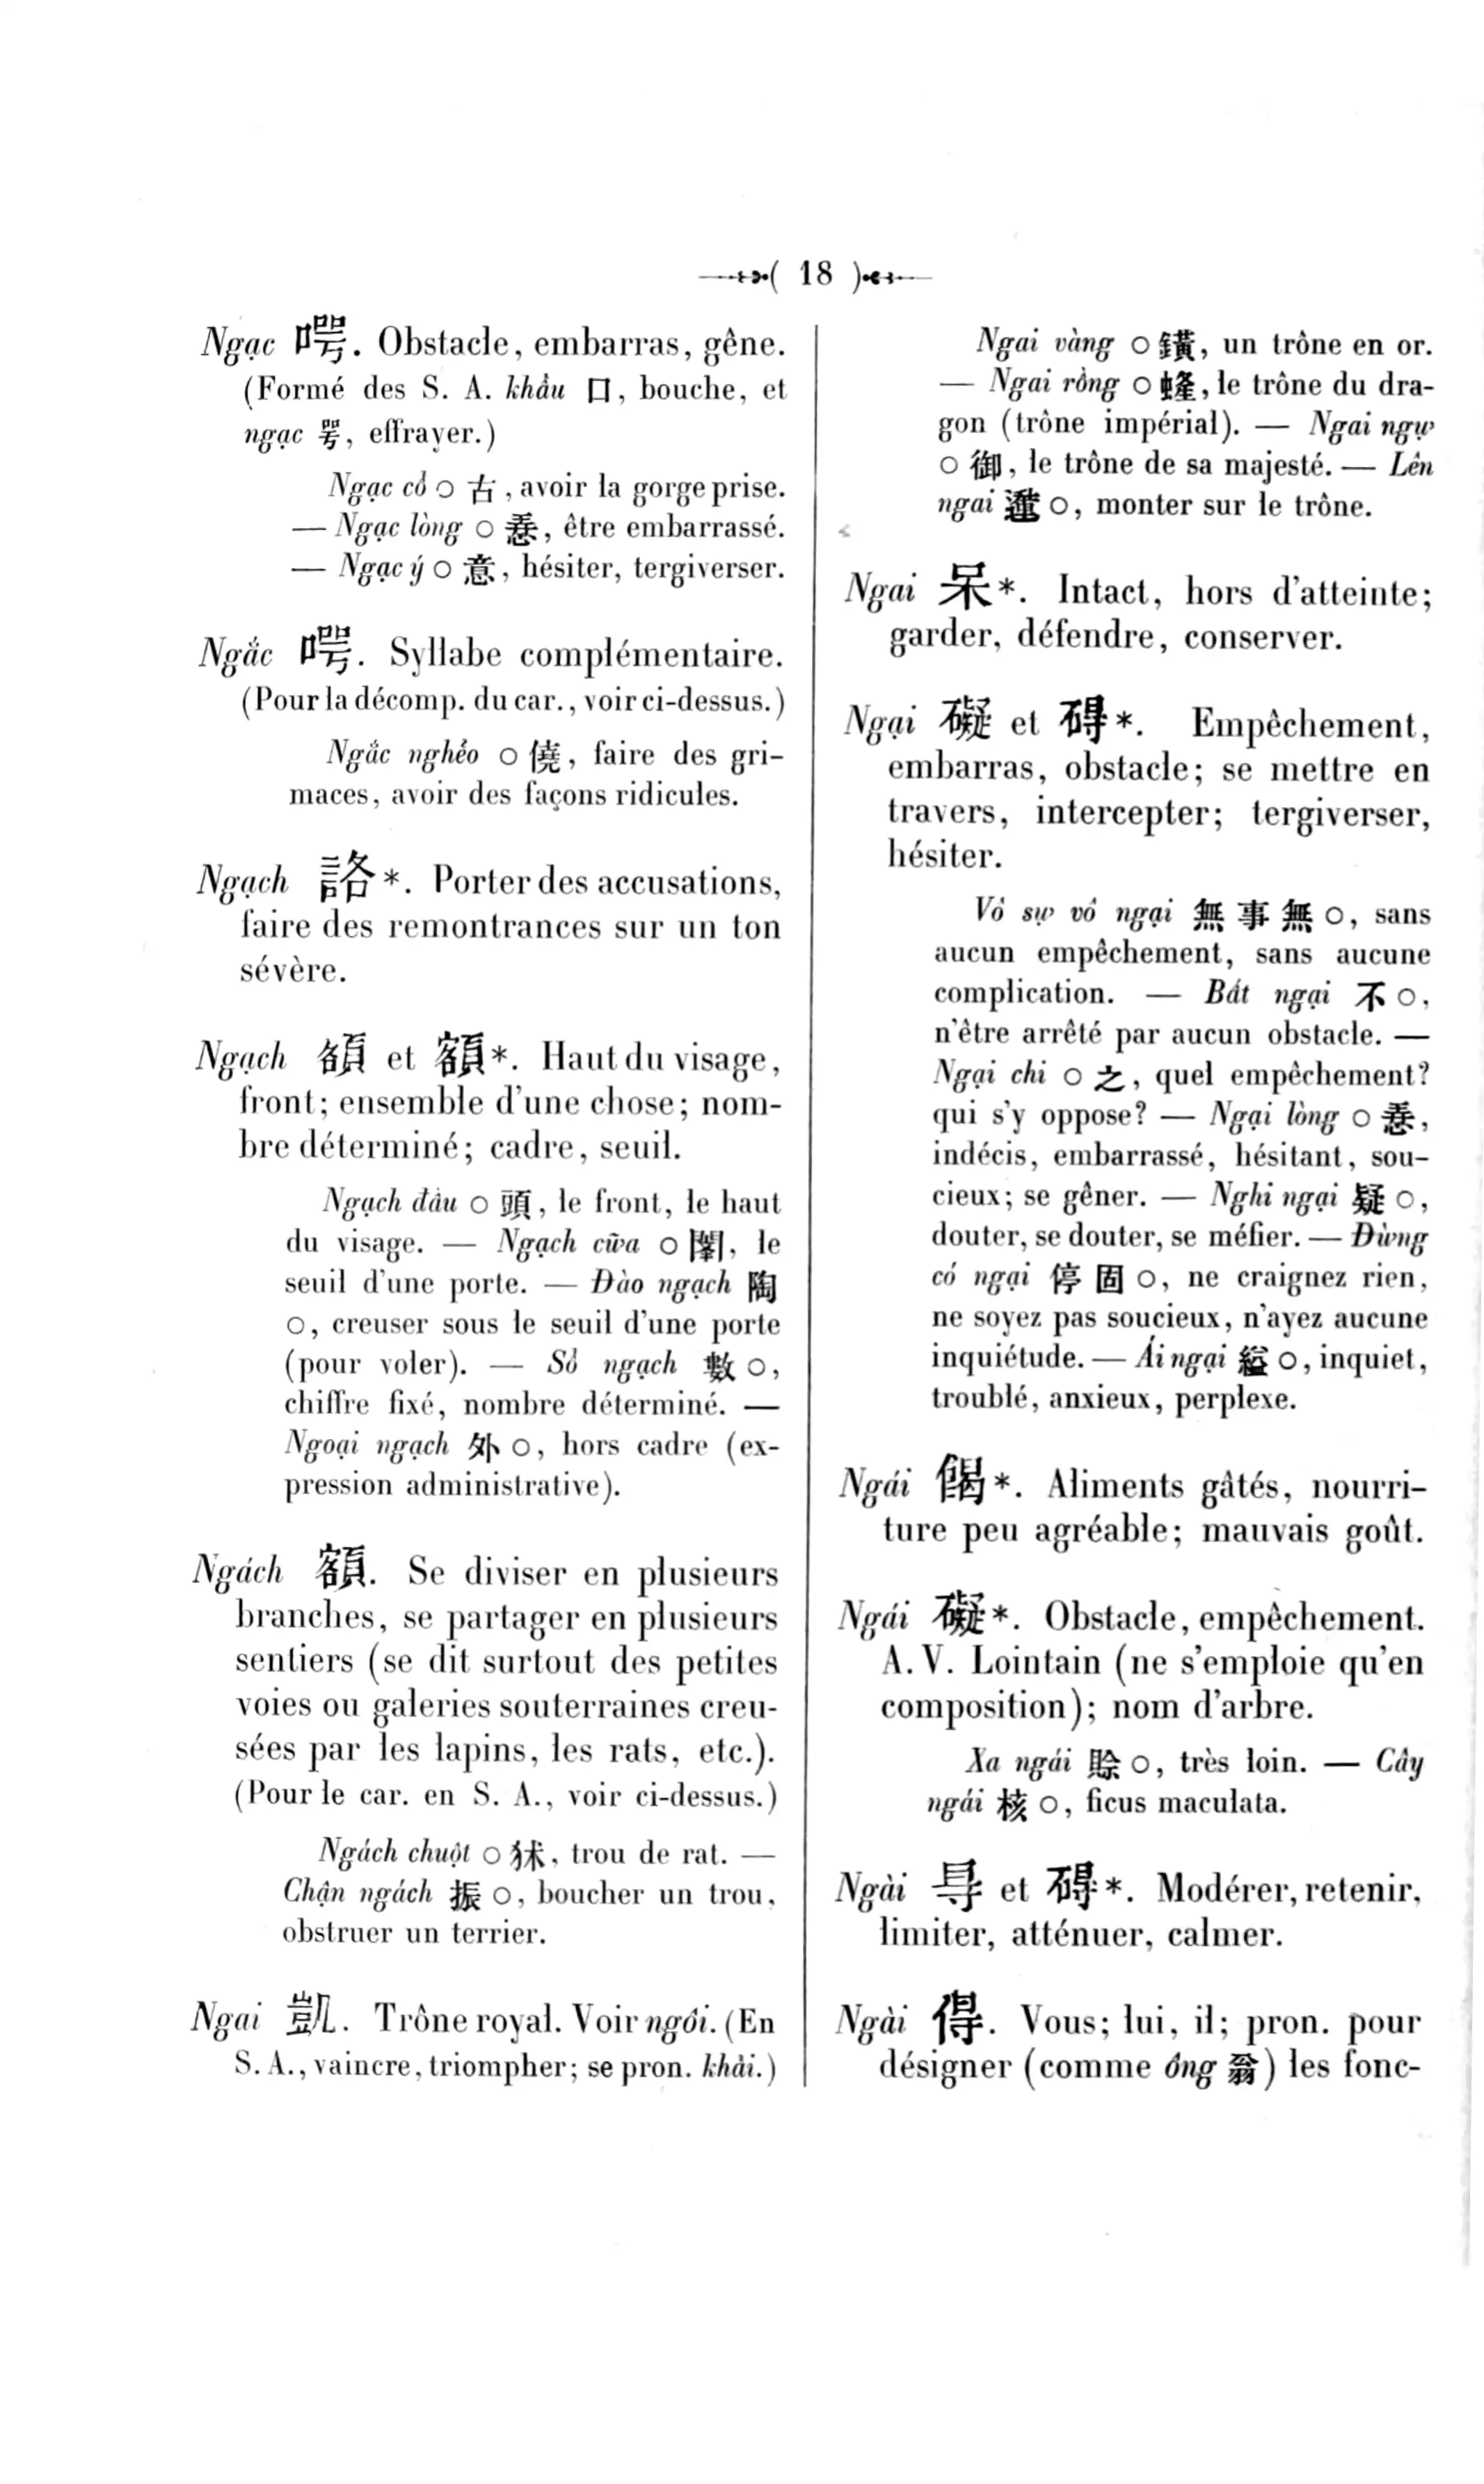 ( 18 )
Ngạc 㗁. Obstacle, embarras, gêne.
(Formé des S. A. khẩu 口, bouche, et
ngạc 咢, effrayer.)
Ngạc cổ ○ 古, avoir la gorge prise.
— Ngạc lòng ○, être embarrassé.
— Ngạc ý ○ 意, hésiter, tergiverser.
Ngắc 㗁. Syllabe complémentaire.
(Pour la décomp. du car., voir ci-dessus.)
Ngắc nghẻo ○ 僥, faire des gri-
maces, avoir des façons ridicules.
Ngạch 詻*. Porter des accusations,
faire des remontrances sur un ton
sévère.
Ngạch 頟 et 額*. Haut du visage,
front; ensemble d'une chose; nom-
bre déterminé; cadre, seuil.
Ngạch đầu ○ 頭, le front, le haut
du visage. — Ngạch cữa ○, le
seuil d'une porte. — Đào ngạch 陶
○, creuser sous le seuil d'une porte
(pour voler). — Số ngạch 數 ○,
chiffre fixé, nombre déterminé. —
Ngoại ngạch 外 ○, hors cadre (ex-
pression administrative).
Ngách 額. Se diviser en plusieurs
branches, se partager en plusieurs
sentiers (se dit surtout des petites
voies ou galeries souterraines creu-
sées par les lapins, les rats, etc.).
(Pour le car. en S. A., voir ci-dessus.)
Ngách chuột ○, trou de rat. —
Chận ngách 振 ○, boucher un trou,
obstruer un terrier.
Ngai 凱. Trône royal. Voir ngôi. (En
S. A., vaincre, triompher; se pron. khải.)
Ngai vàng ○ 鐄, un trône en or.
— Ngai rồng ○, le trône du dra-
gon (trône impérial). — Ngai ngự
○ 御, le trône de sa majesté. — Lên
ngai ○, monter sur le trône.
Ngai 呆*. Intact, hors d'atteinte;
garder, défendre, conserver.
Ngại 礙 et 碍*. Empêchement,
embarras, obstacle; se mettre en
travers, intercepter; tergiverser,
hésiter.
Vô sự vô ngại 無事無 ○, sans
aucun empêchement, sans aucune
complication. — Bất ngại 不 ○,
n'être arrêté par aucun obstacle. —
Ngại chi ○ 之, quel empêchement?
qui s'y oppose? — Ngại lòng ○,
indécis, embarrassé, hésitant, sou-
cieux; se gêner. — Nghi ngại 疑 ○,
douter, se douter, se méfier. — Đừng
có ngại 停固 ○, ne craignez rien,
ne soyez pas soucieux, n'ayez aucune
inquiétude. — Ái ngại 縊 ○, inquiet,
troublé, anxieux, perplexe.
Ngái 餲*. Aliments gâtés, nourri-
ture peu agréable; mauvais goût.
Ngái 礙*. Obstacle, empêchement.
A. V. Lointain (ne s'emploie qu'en
composition); nom d'arbre.
Xa ngái 賒 ○, très loin. — Cây
ngái 核 ○, ficus maculata.
Ngài 㝵 et 碍*. Modérer, retenir,
limiter, atténuer, calmer.
Ngài 㝵. Vous; lui, il; pron. pour
désigner (comme ông 翁) les fonc-